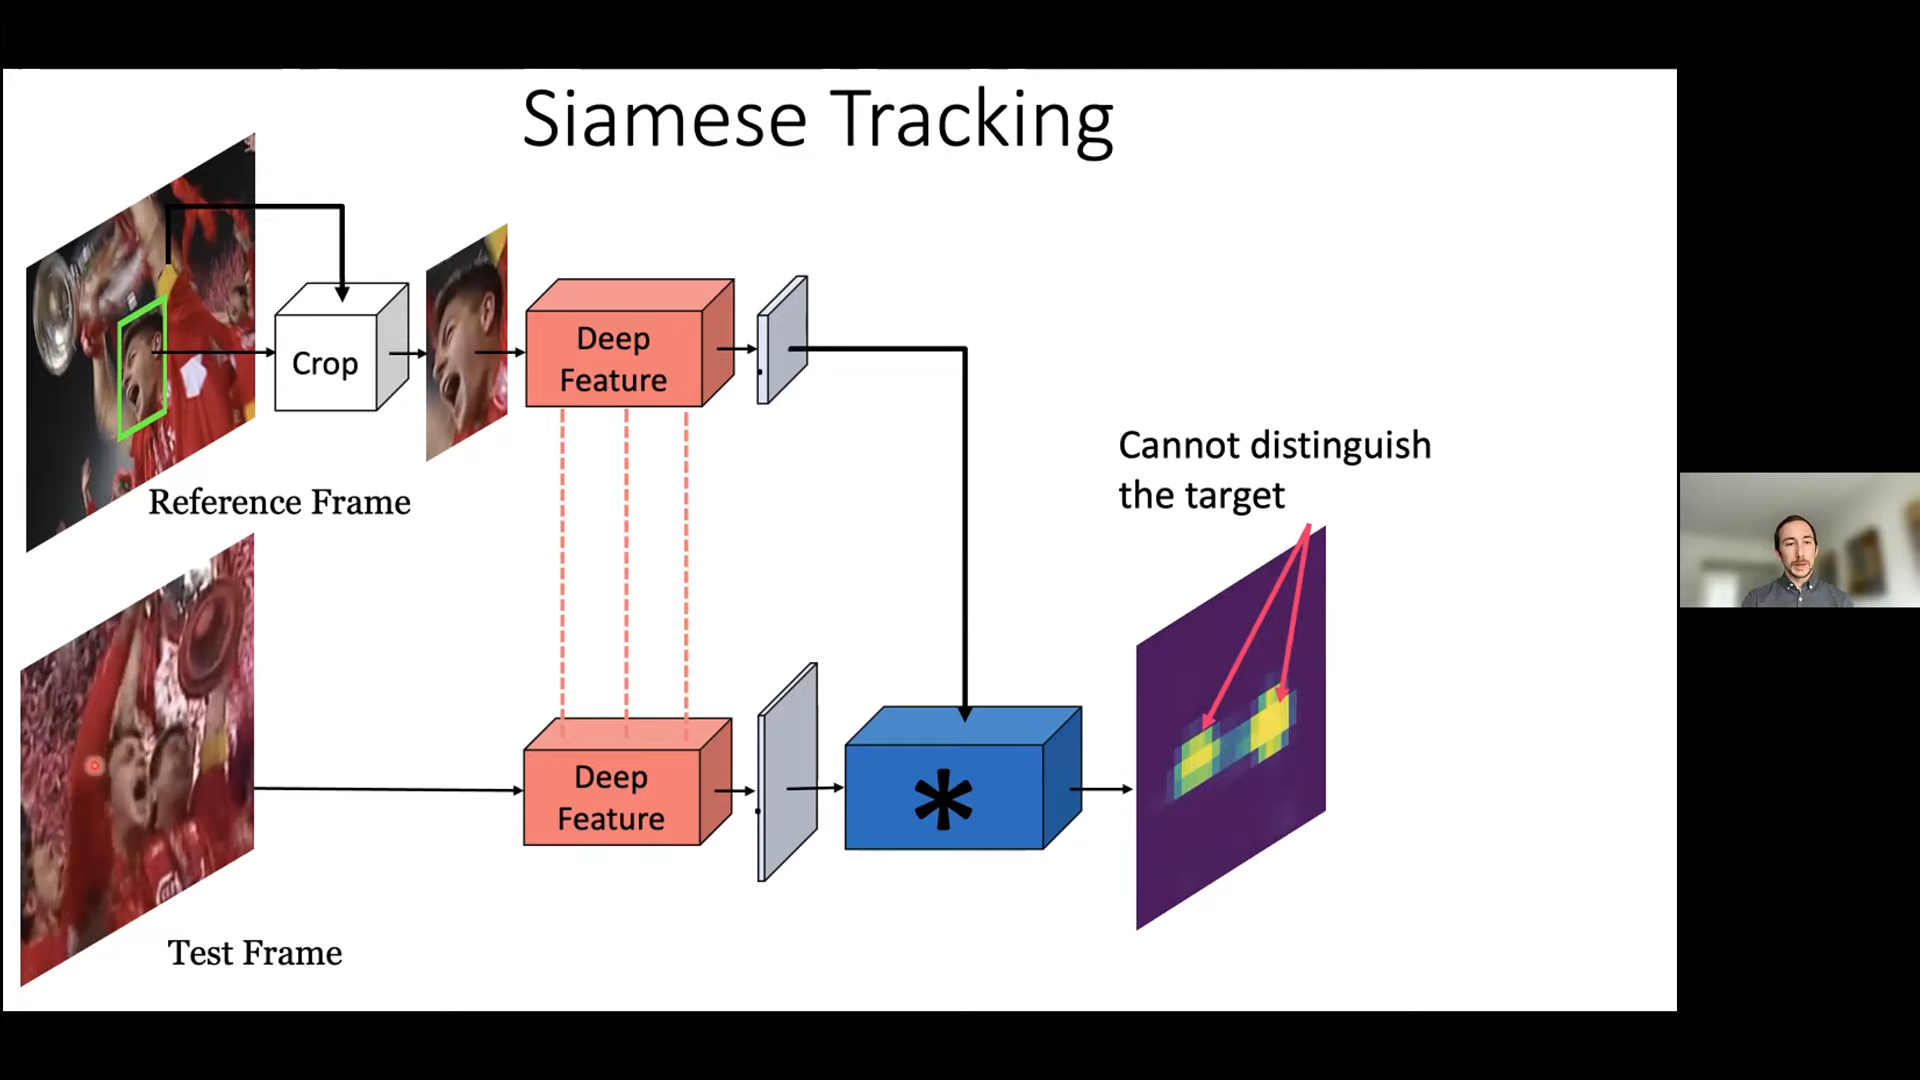 Siamese Tracking
Crop
Deep
Feature
Reference Frame
Cannot distinguish
the target
Deep
Feature
*
Test Frame